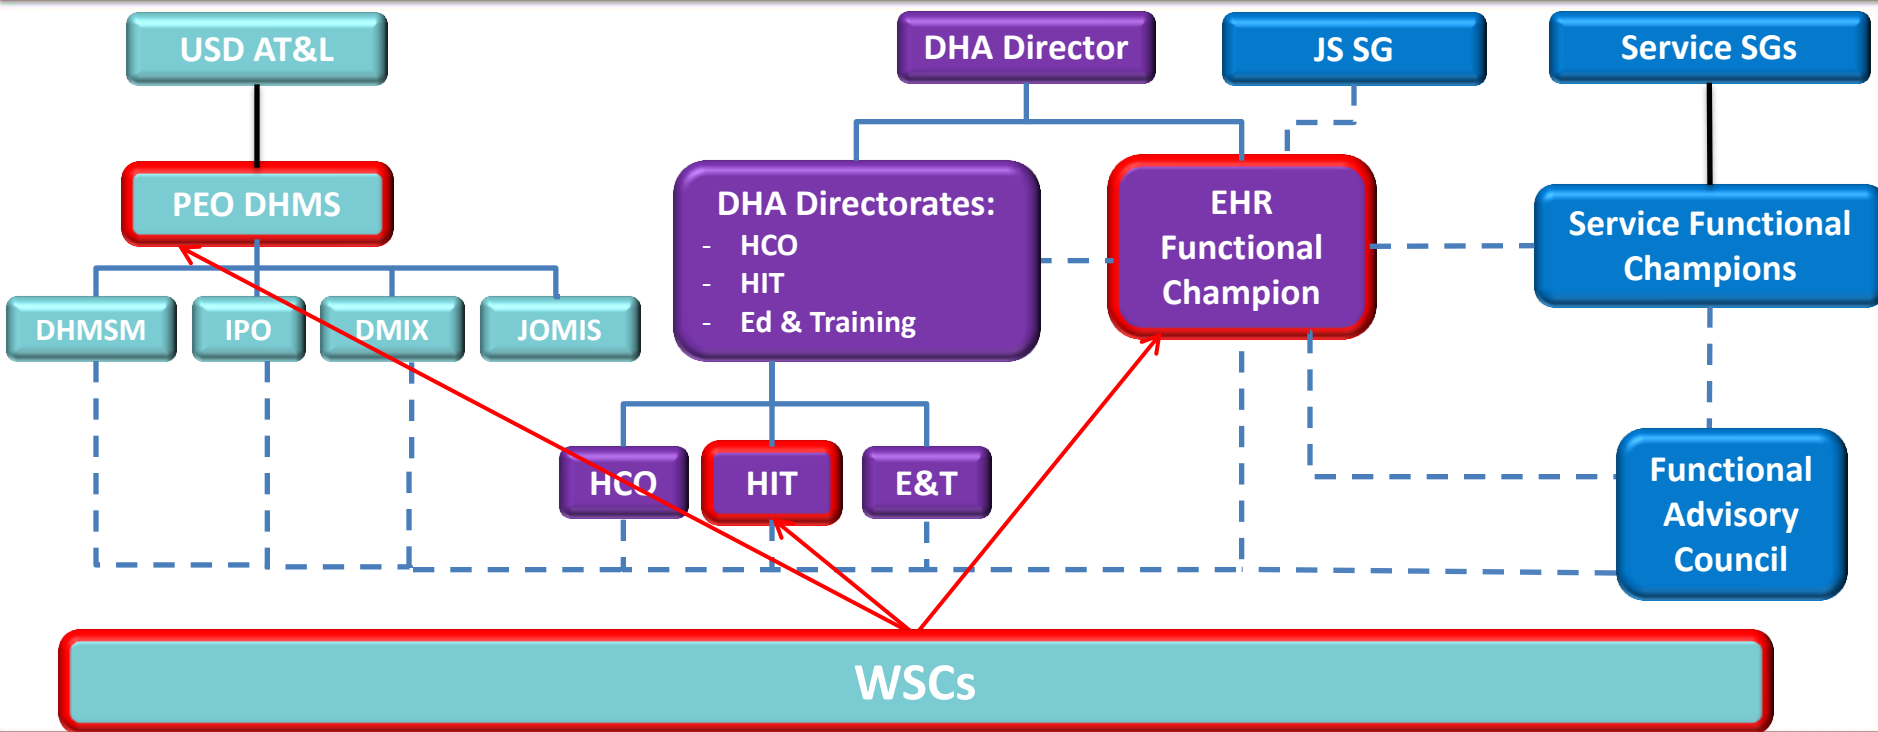 USD AT&L
DHA Director
JS SG
Service SGs
PEO DHMS
DHA Directorates:
- HCO
- HIT
- Ed & Training
EHR
Functional
Champion
Service Functional
Champions
DHMSM
IPO
DMIX
JOMIS
HCO
HIT
E&T
Functional
Advisory
Council
WSCs